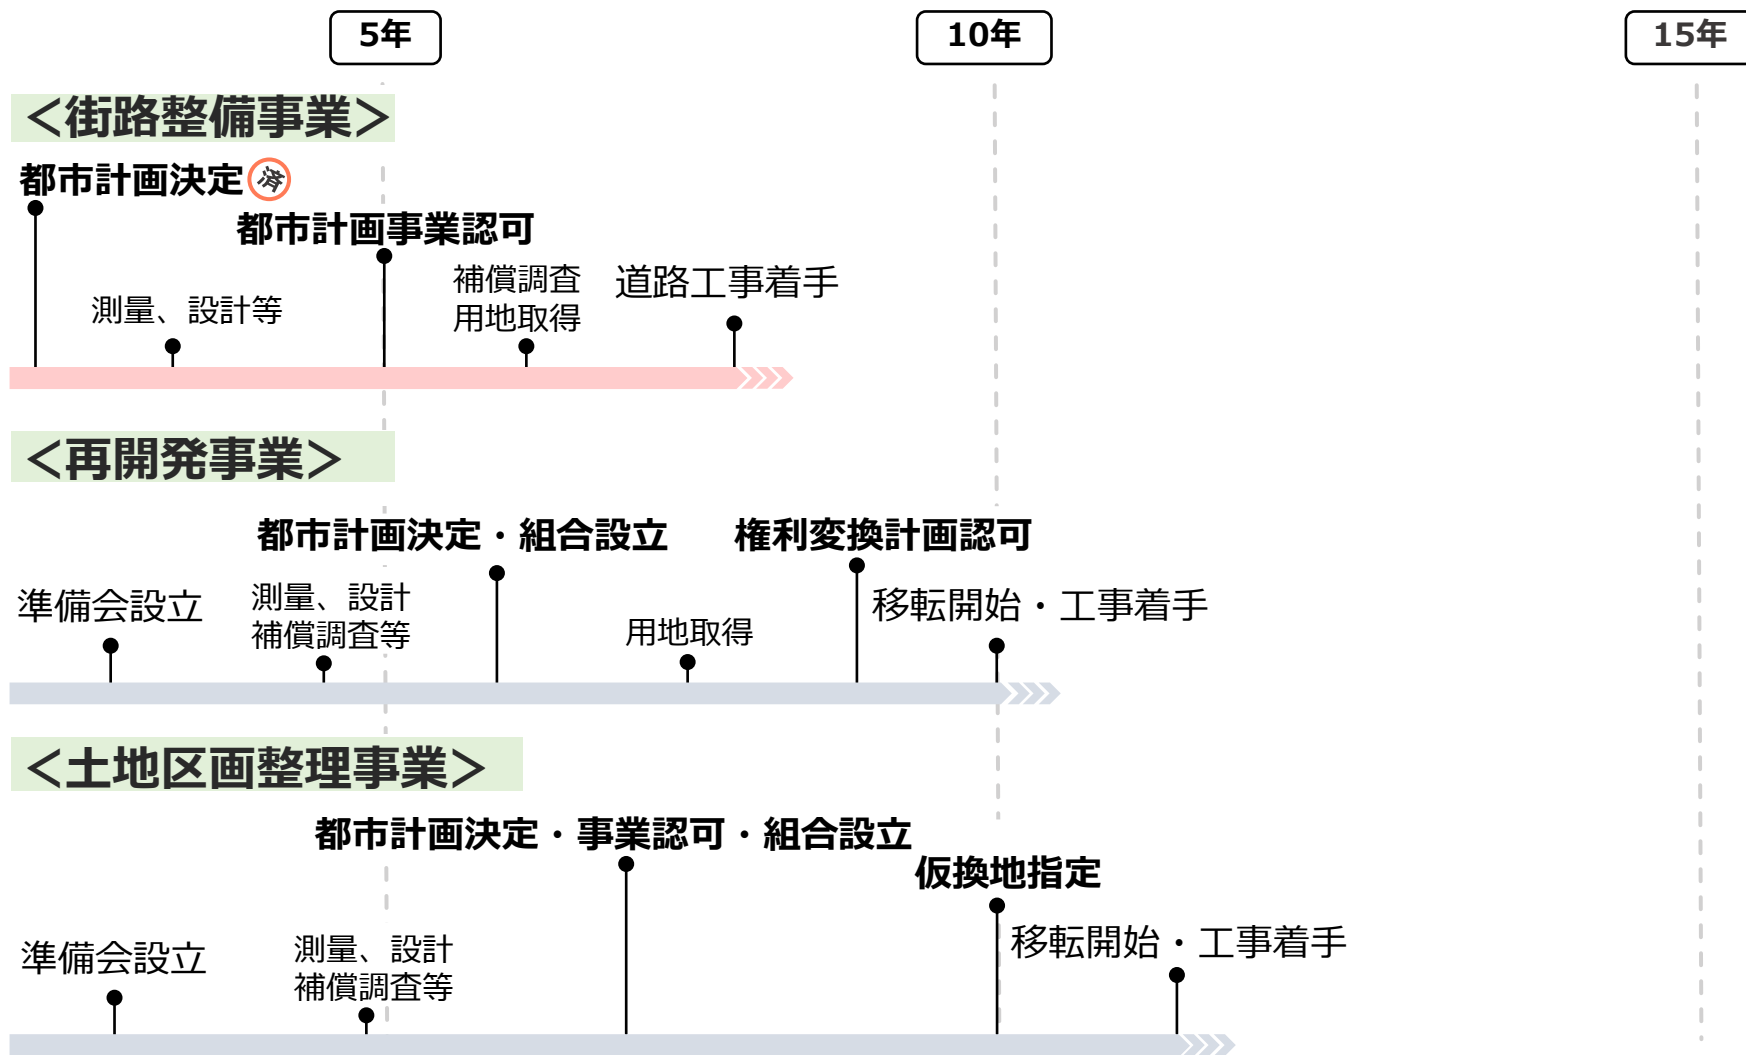 5年
10年
15年
＜街路整備事業＞
都市計画決定 済
都市計画事業認可
測量、設計等
補償調査
用地取得
道路工事着手
＜再開発事業＞
都市計画決定・組合設立
権利変換計画認可
準備会設立
測量、設計
補償調査等
用地取得
移転開始・工事着手
＜土地区画整理事業＞
都市計画決定・事業認可・組合設立
仮換地指定
準備会設立
測量、設計
補償調査等
移転開始・工事着手